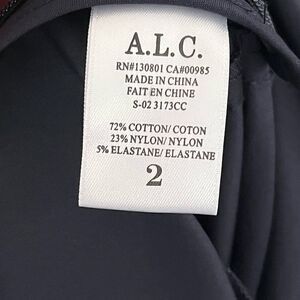 A.L.C.
RN#130801 CA#00985
MADE IN CHINA
FAIT EN CHINE
S-02 3173CC
72% COTTON/ COTON
23% NYLON/ NYLON
5% ELASTANE/ ELASTANE
2